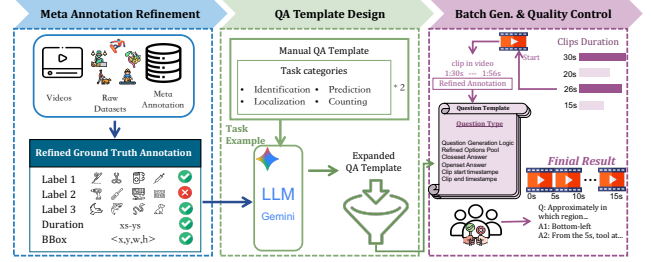 Meta Annotation Refinement
Videos
Raw
Datasets
Meta
Annotation
Refined Ground Truth Annotation
Label 1
Label 2
Label 3
Duration xs-ys
BBox <x,y,w,h>
QA Template Design
Manual QA Template
Task categories
• Identification • Prediction
• Localization • Counting
* 2
Task
Example
LLM
Gemini
Expanded
QA Template
Batch Gen. & Quality Control
Clips Duration
Start
clip in video
1:30s --- 1:56s
Refined Annotation
30s
20s
26s
15s
Question Template
Question Type
Question Generation Logic
Refined Options Pool
Closeset Answer
Openset Answer
Clip start timestampe
Clip end timestampe
Finial Result
0s 5s 10s 15s
Q: Approximately in
which region...
A1: Bottom-left
A2: From the 5s, tool at...